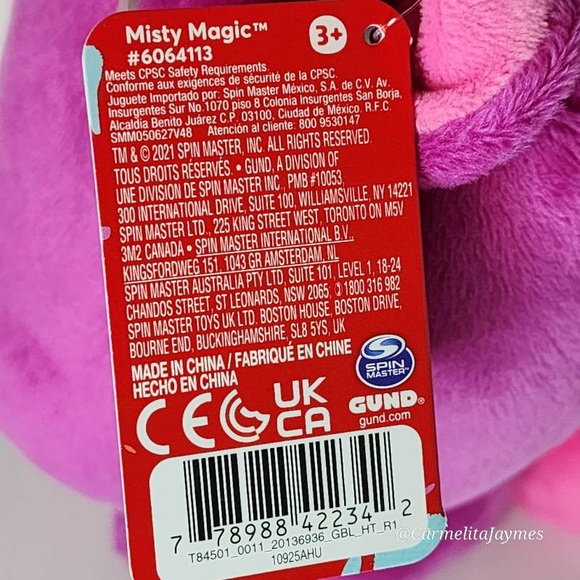 Misty Magic™
#6064113
3+
Meets CPSC Safety Requirements.
Conforme aux exigences de sécurité de la CPSC.
Juguete Importado por: Spin Master México, S.A. de C.V. Av.
Insurgentes Sur No.1070 piso 8 Colonia Insurgentes San Borja,
Alcaldia Benito Juárez C.P. 03100, Ciudad de México. R.F.C.
SMM050627V48 Atención al cliente: 800 9530147
TM & © 2021 SPIN MASTER, INC. ALL RIGHTS RESERVED.
TOUS DROITS RÉSERVÉS. • GUND, A DIVISION OF
UNE DIVISION DE SPIN MASTER INC., PMB #10053,
300 INTERNATIONAL DRIVE, SUITE 100, WILLIAMSVILLE, NY 14221
SPIN MASTER LTD., 225 KING STREET WEST, TORONTO ON M5V
3M2 CANADA • SPIN MASTER INTERNATIONAL B.V.,
KINGSFORDWEG 151, 1043 GR AMSTERDAM, NL
SPIN MASTER AUSTRALIA PTY LTD, SUITE 101, LEVEL 1, 18-24
CHANDOS STREET, ST LEONARDS, NSW 2065, 1800 316 982
SPIN MASTER TOYS UK LTD. BOSTON HOUSE, BOSTON DRIVE,
BOURNE END, BUCKINGHAMSHIRE, SL8 5YS, UK
MADE IN CHINA / FABRIQUÉ EN CHINE
HECHO EN CHINA
SPIN
MASTER™
CE UK
CA
GUND®
gund.com
7 78988 42234 2
T84501_0011_20136936_GBL_HT_R1
10925AHU
@CarmelitaJaymes